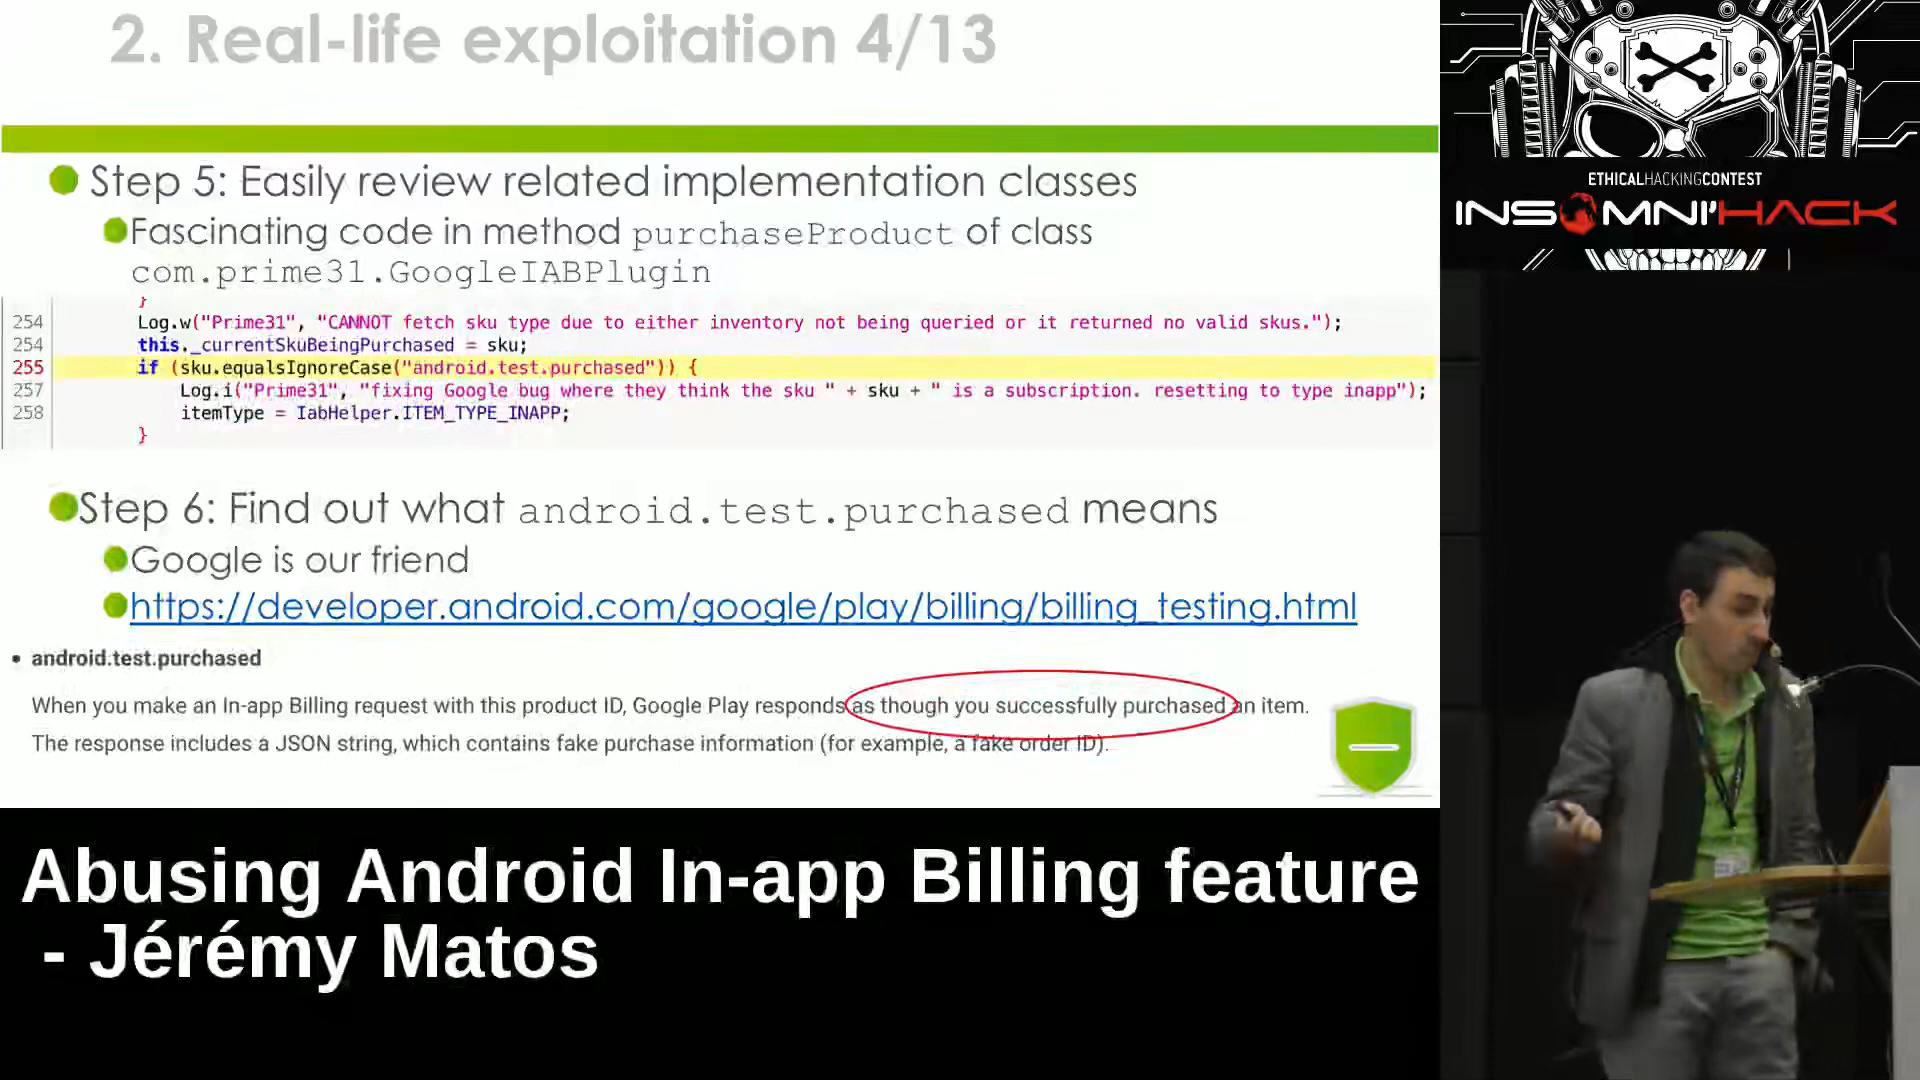 2. Real-life exploitation 4/13
Step 5: Easily review related implementation classes
Fascinating code in method purchaseProduct of class
com.prime31.GoogleIABPlugin
}
254 Log.w("Prime31", "CANNOT fetch sku type due to either inventory not being queried or it returned no valid skus.");
254 this._currentSkuBeingPurchased = sku;
255 if (sku.equalsIgnoreCase("android.test.purchased")) {
257 Log.i("Prime31", "fixing Google bug where they think the sku " + sku + " is a subscription. resetting to type inapp");
258 itemType = IabHelper.ITEM_TYPE_INAPP;
}
Step 6: Find out what android.test.purchased means
Google is our friend
https://developer.android.com/google/play/billing/billing_testing.html
• android.test.purchased
When you make an In-app Billing request with this product ID, Google Play responds as though you successfully purchased an item.
The response includes a JSON string, which contains fake purchase information (for example, a fake order ID).
ETHICALHACKINGCONTEST
INSOMNI'HACK
Abusing Android In-app Billing feature
- Jérémy Matos